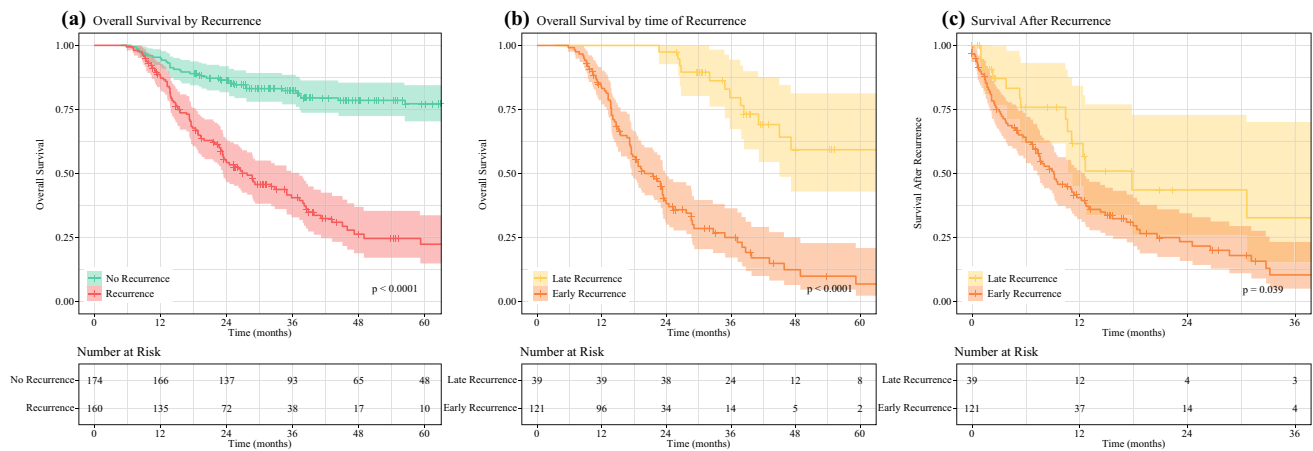 (a) Overall Survival by Recurrence
1.00
0.75
0.50
0.25
0.00
Overall Survival
No Recurrence
Recurrence
p < 0.0001
0 12 24 36 48 60
Time (months)
Number at Risk
No Recurrence 174 166 137 93 65 48
Recurrence 160 135 72 38 17 10
0 12 24 36 48 60
Time (months)
(b) Overall Survival by time of Recurrence
1.00
0.75
0.50
0.25
0.00
Overall Survival
Late Recurrence
Early Recurrence
p < 0.0001
0 12 24 36 48 60
Time (months)
Number at Risk
Late Recurrence 39 39 38 24 12 8
Early Recurrence 121 96 34 14 5 2
0 12 24 36 48 60
Time (months)
(c) Survival After Recurrence
1.00
0.75
0.50
0.25
0.00
Survival After Recurrence
Late Recurrence
Early Recurrence
p = 0.039
0 12 24 36
Time (months)
Number at Risk
Late Recurrence 39 12 4 3
Early Recurrence 121 37 14 4
0 12 24 36
Time (months)